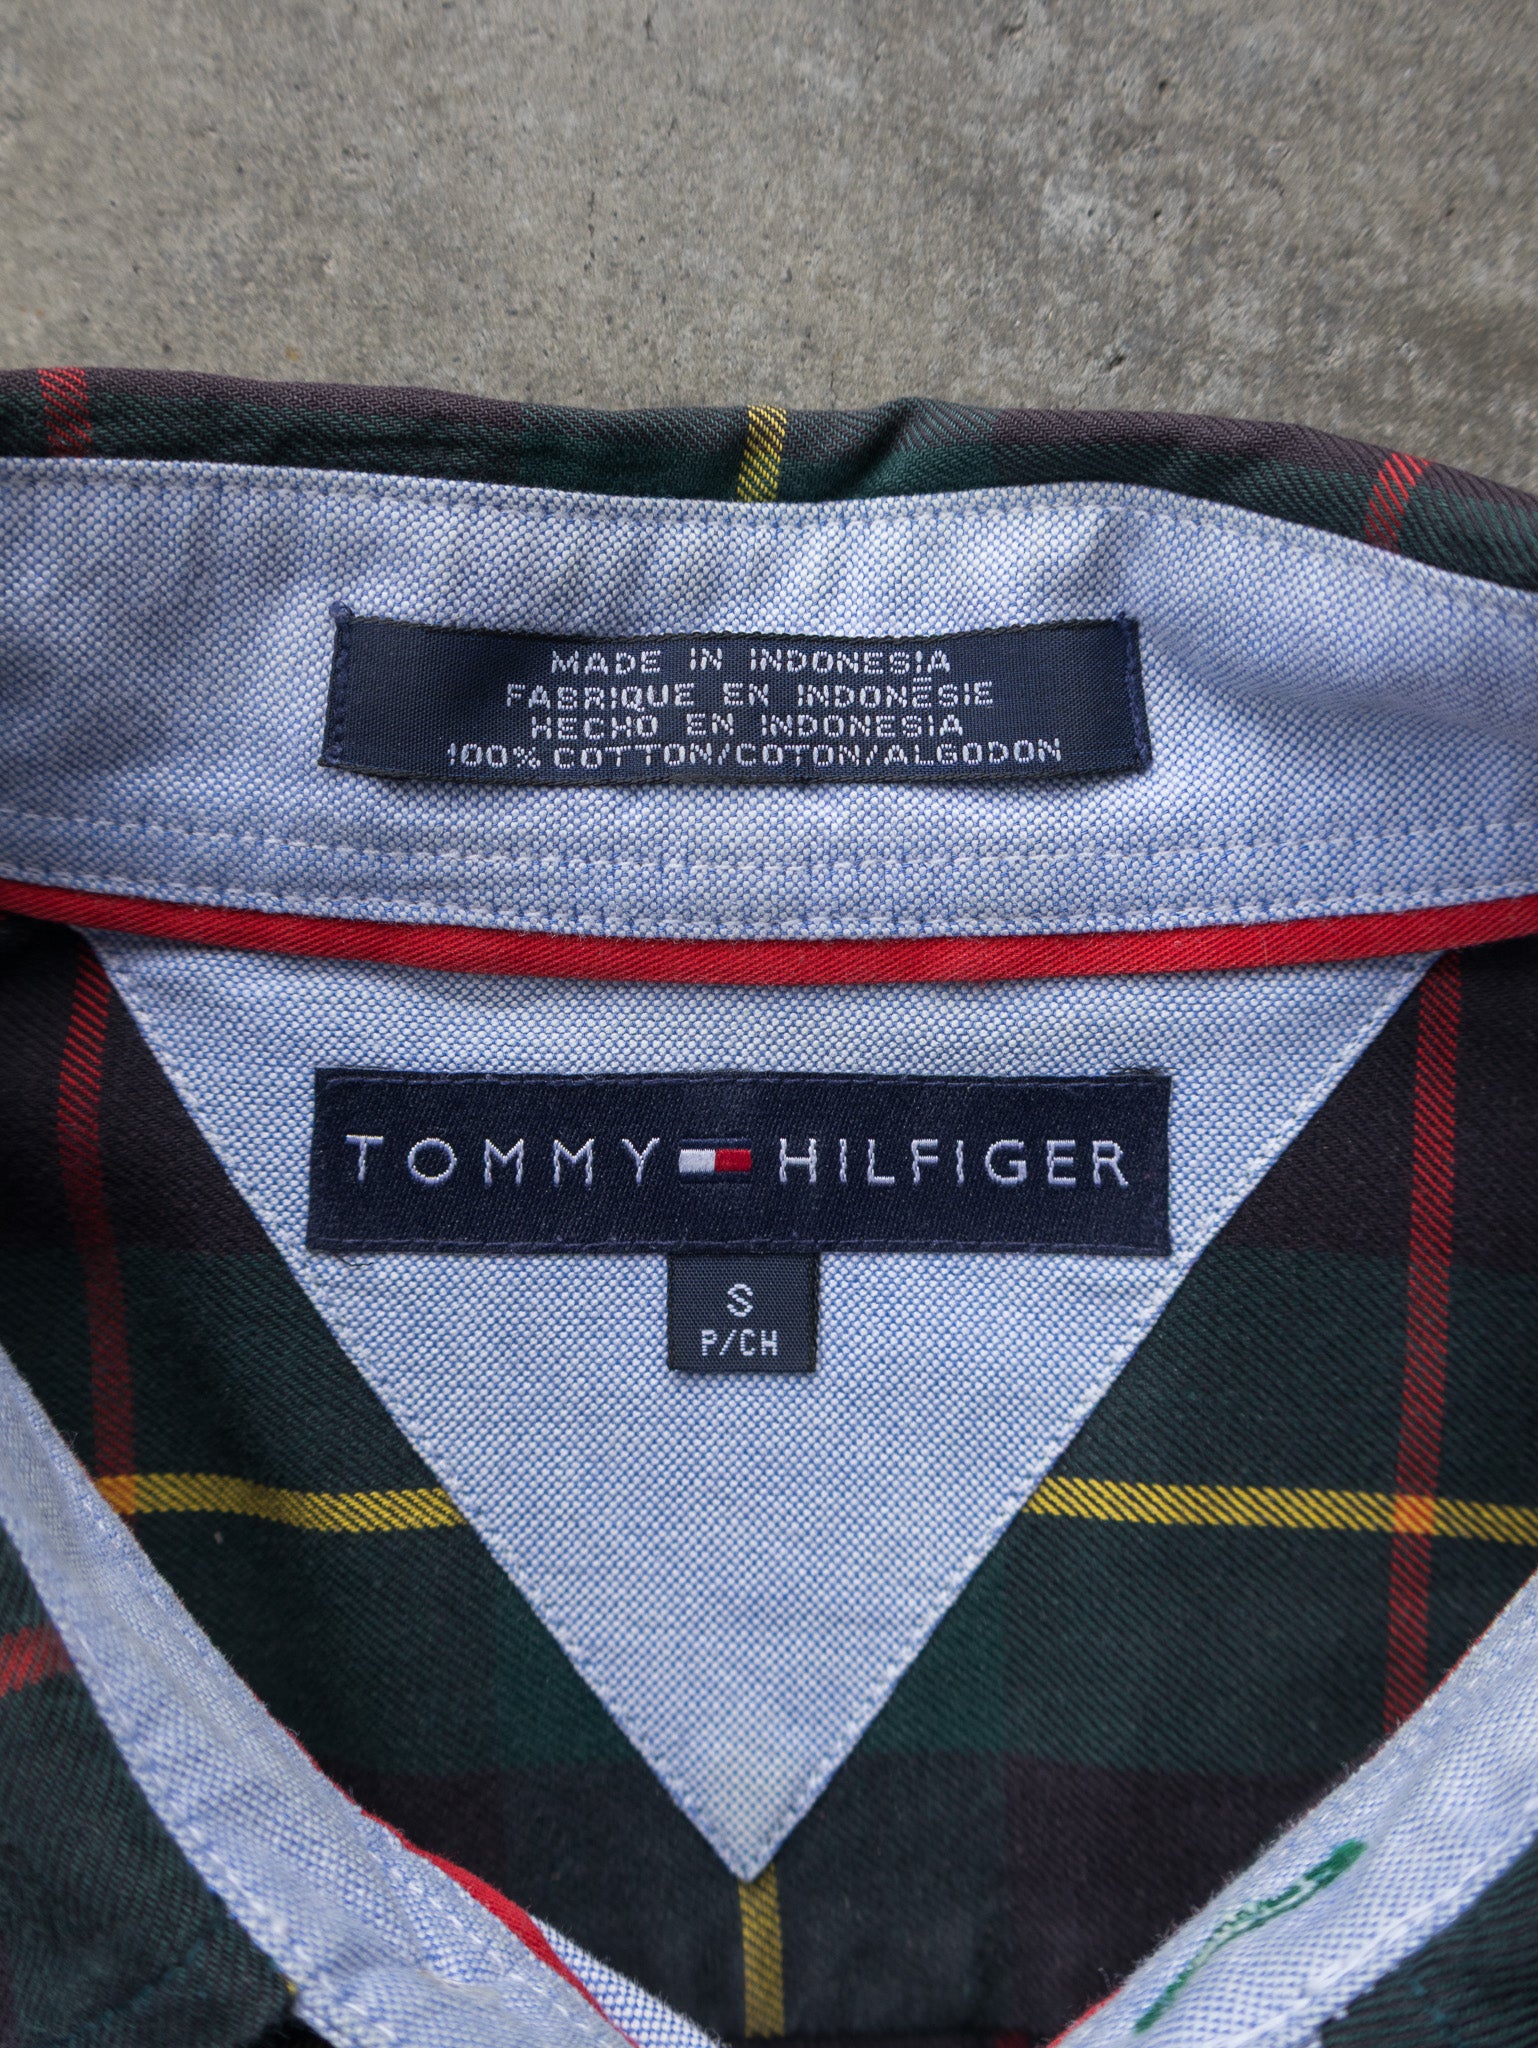 MADE IN INDONESIA
FABRIQUE EN INDONÉSIE
HECHO EN INDONESIA
100% COTTON/COTON/ALGODON
TOMMY HILFIGER
S
P/CH